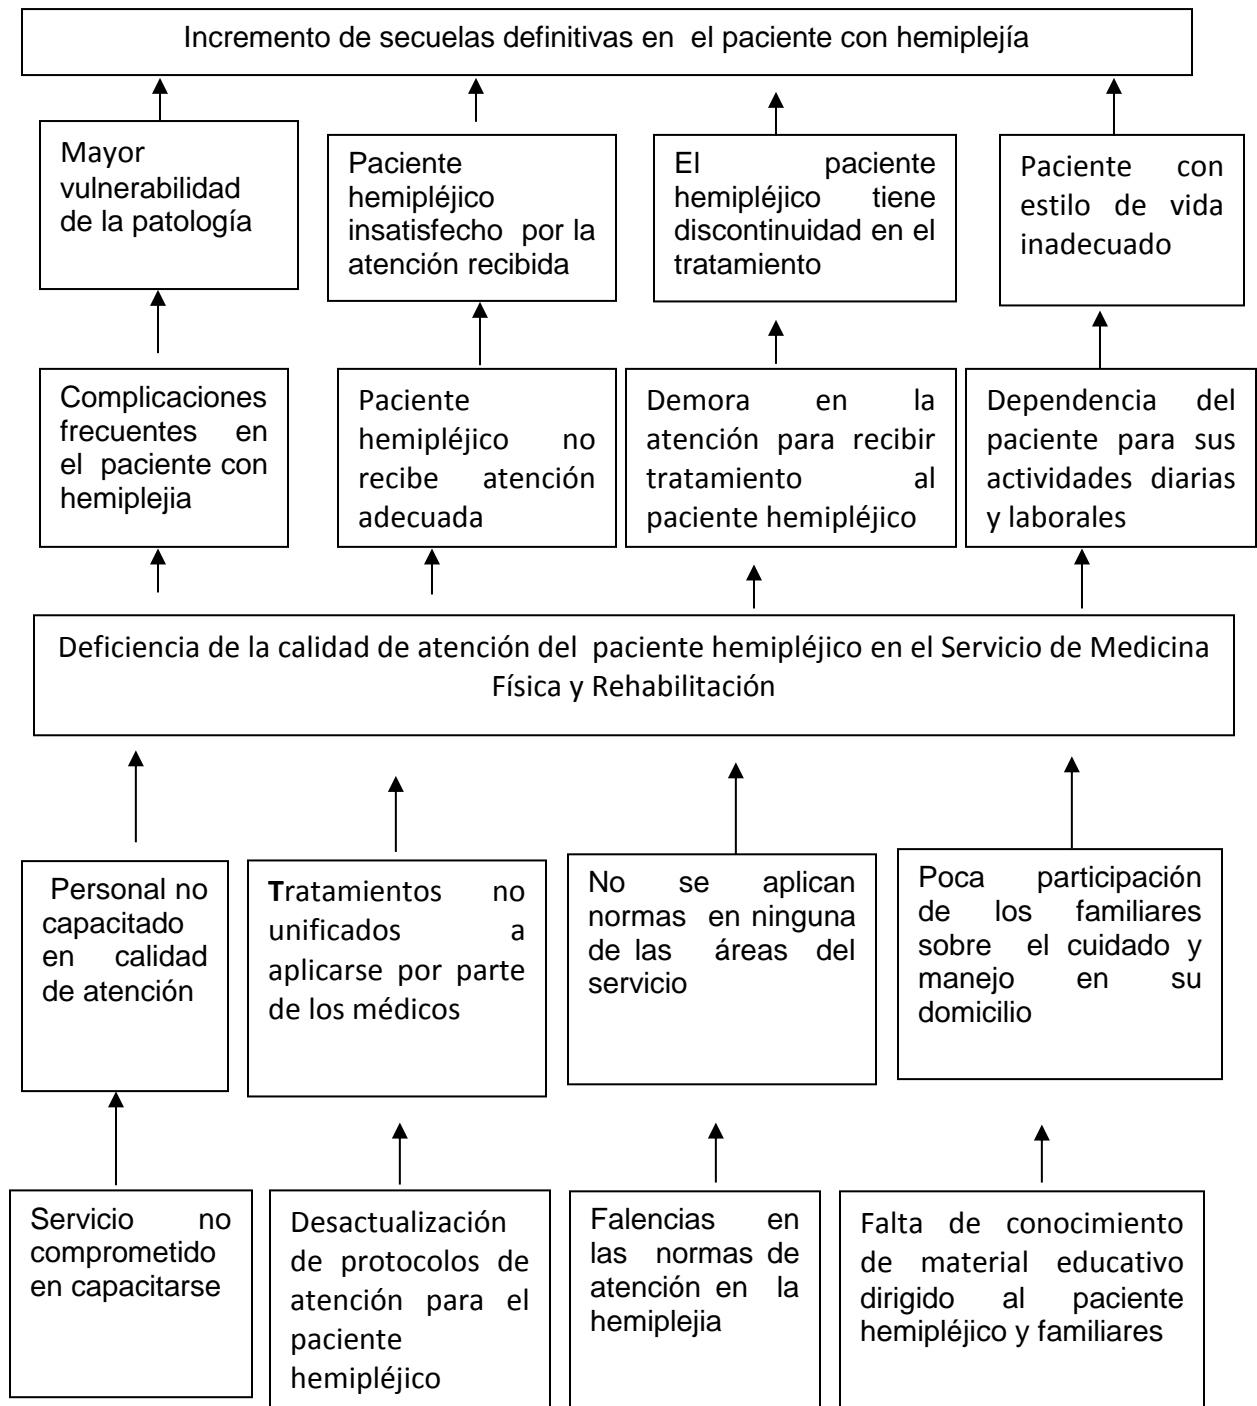 Incremento de secuelas definitivas en el paciente con hemiplejía
Mayor
vulnerabilidad
de la patología
Paciente
hemipléjico
insatisfecho por la
atención recibida
El paciente
hemipléjico tiene
discontinuidad en el
tratamiento
Paciente con
estilo de vida
inadecuado
Complicaciones
frecuentes en
el paciente con
hemiplejia
Paciente
hemipléjico no
recibe atención
adecuada
Demora en la
atención para recibir
tratamiento al
paciente hemipléjico
Dependencia del
paciente para sus
actividades diarias
y laborales
Deficiencia de la calidad de atención del paciente hemipléjico en el Servicio de Medicina
Física y Rehabilitación
Personal no
capacitado
en calidad
de atención
Tratamientos no
unificados a
aplicarse por parte
de los médicos
No se aplican
normas en ninguna
de las áreas del
servicio
Poca participación
de los familiares
sobre el cuidado y
manejo en su
domicilio
Servicio no
comprometido
en capacitarse
Desactualización
de protocolos de
atención para el
paciente
hemipléjico
Falencias en
las normas de
atención en la
hemiplejia
Falta de conocimiento
de material educativo
dirigido al paciente
hemipléjico y familiares